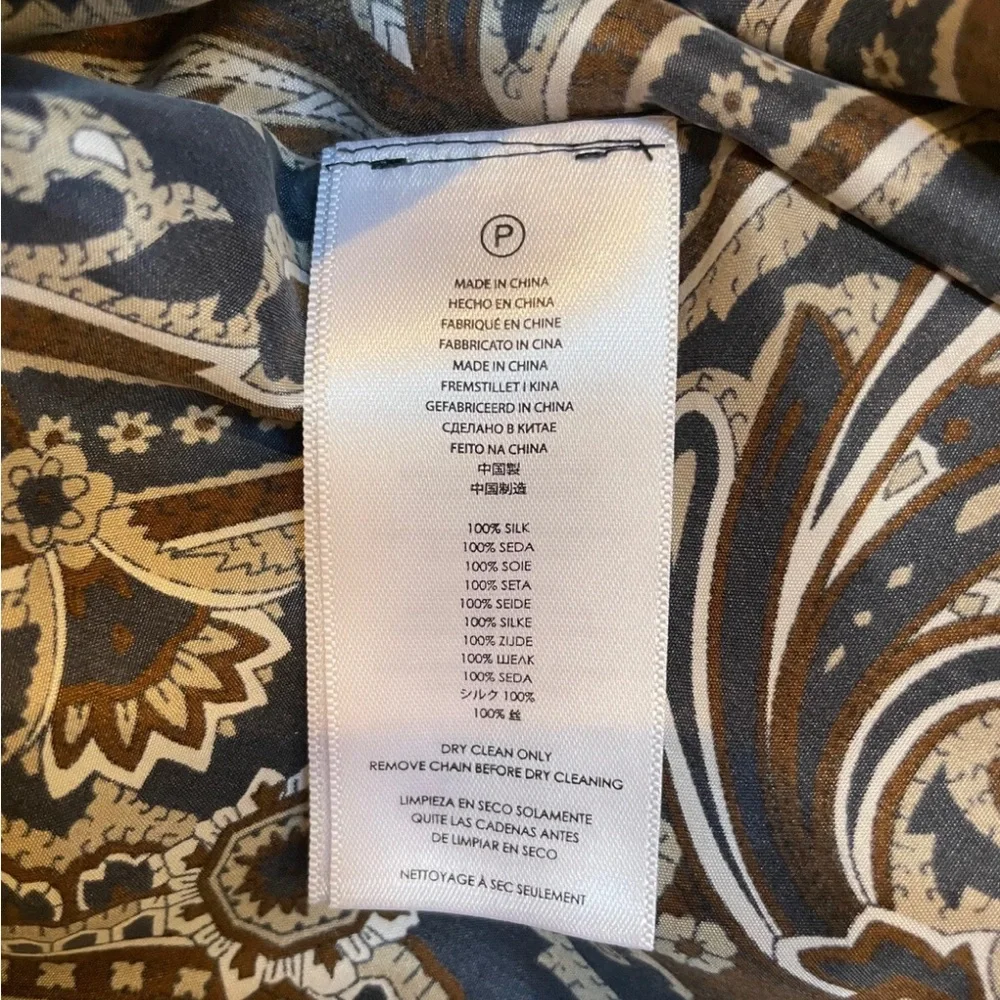 P
MADE IN CHINA
HECHO EN CHINA
FABRIQUÉ EN CHINE
FABBRICATO IN CINA
MADE IN CHINA
FREMSTILLET I KINA
GEFABRICEERD IN CHINA
СДЕЛАНО В КИТАЕ
FEITO NA CHINA
中国製
中国制造
100% SILK
100% SEDA
100% SOIE
100% SETA
100% SEIDE
100% SILKE
100% ZIJDE
100% ШЕЛК
100% SEDA
シルク 100%
100% 丝
DRY CLEAN ONLY
REMOVE CHAIN BEFORE DRY CLEANING
LIMPIEZA EN SECO SOLAMENTE
QUITE LAS CADENAS ANTES
DE LIMPIAR EN SECO
NETTOYAGE À SEC SEULEMENT